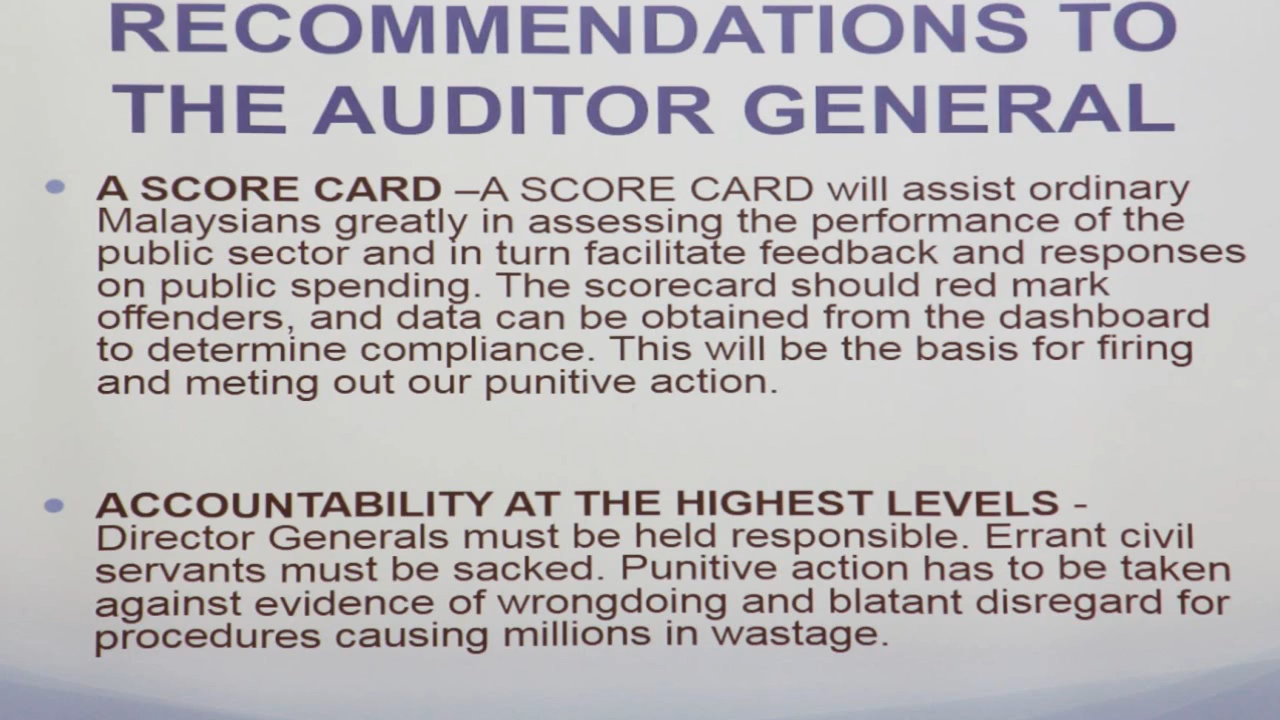 RECOMMENDATIONS TO
THE AUDITOR GENERAL
• A SCORE CARD –A SCORE CARD will assist ordinary
Malaysians greatly in assessing the performance of the
public sector and in turn facilitate feedback and responses
on public spending. The scorecard should red mark
offenders, and data can be obtained from the dashboard
to determine compliance. This will be the basis for firing
and meting out our punitive action.
• ACCOUNTABILITY AT THE HIGHEST LEVELS -
Director Generals must be held responsible. Errant civil
servants must be sacked. Punitive action has to be taken
against evidence of wrongdoing and blatant disregard for
procedures causing millions in wastage.